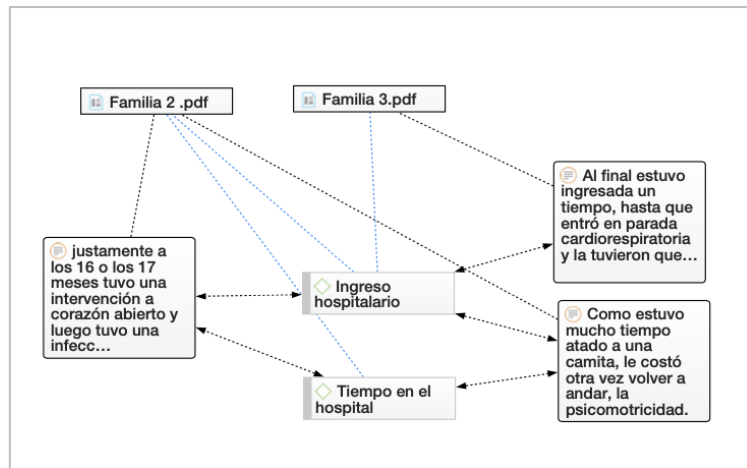 Familia 2 .pdf
Familia 3.pdf
Al final estuvo
ingresada un
tiempo, hasta que
entró en parada
cardiorespiratoria
y la tuvieron que…
justamente a
los 16 o los 17
meses tuvo una
intervención a
corazón abierto y
luego tuvo una
infecc…
Ingreso
hospitalario
Como estuvo
mucho tiempo
atado a una
camita, le costó
otra vez volver a
andar, la
psicomotricidad.
Tiempo en el
hospital